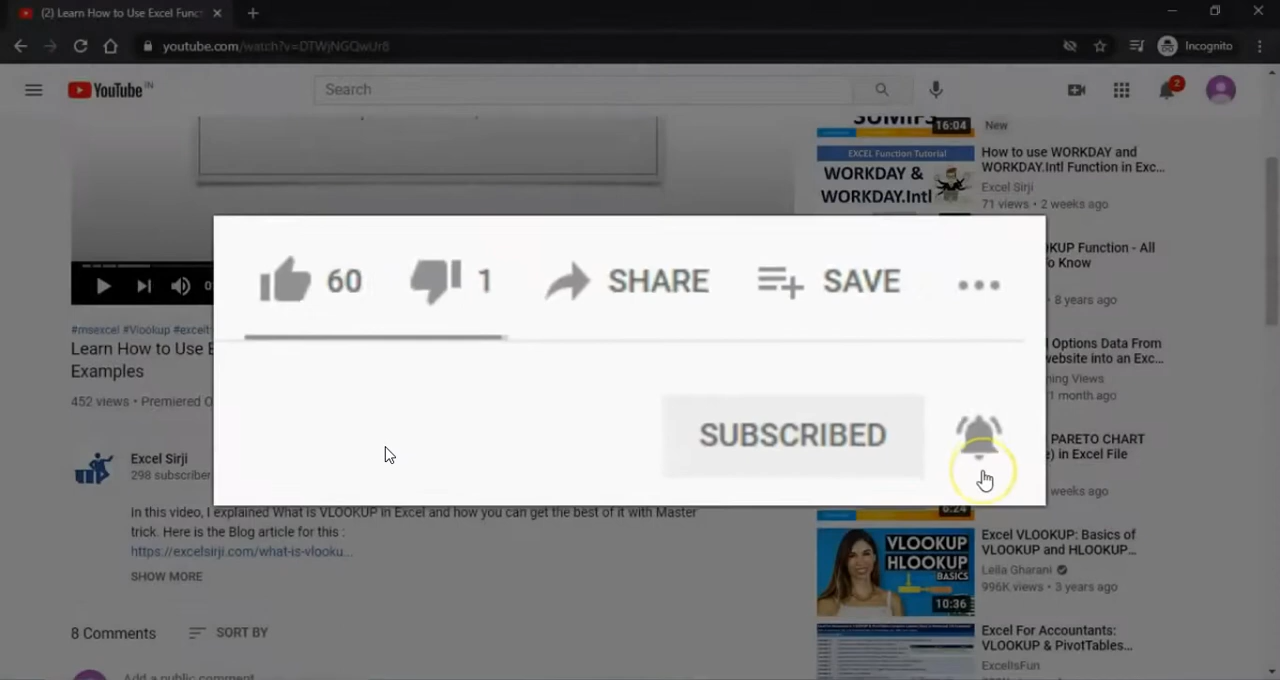 (2) Learn How to Use Excel Func
youtube.com/watch?v=DTWjNGQwUr8
Incognito
YouTube IN
Search
2
SUMIFS
16:04
New
EXCEL Function Tutorial
WORKDAY &
WORKDAY.Intl
How to use WORKDAY and
WORKDAY.Intl Function in Exc...
Excel Sirji
71 views • 2 weeks ago
60
1
SHARE
SAVE
SUBSCRIBED
KUP Function - All
o Know
8 years ago
Options Data From
website into an Exc...
ning Views
1 month ago
PARETO CHART
) in Excel File
weeks ago
#msexcel #Vlookup #excelt
Learn How to Use E
Examples
452 views • Premiered O
Excel Sirji
298 subscriber
In this video, I explained What is VLOOKUP in Excel and how you can get the best of it with Master
trick. Here is the Blog article for this :
https://excelsirji.com/what-is-vlooku...
SHOW MORE
8 Comments
SORT BY
Add a public comment
8:24
VLOOKUP
HLOOKUP
BASICS
10:36
Excel VLOOKUP: Basics of
VLOOKUP and HLOOKUP...
Leila Gharani
996K views • 3 years ago
Excel For Accountants:
VLOOKUP & PivotTables...
ExcelIsFun